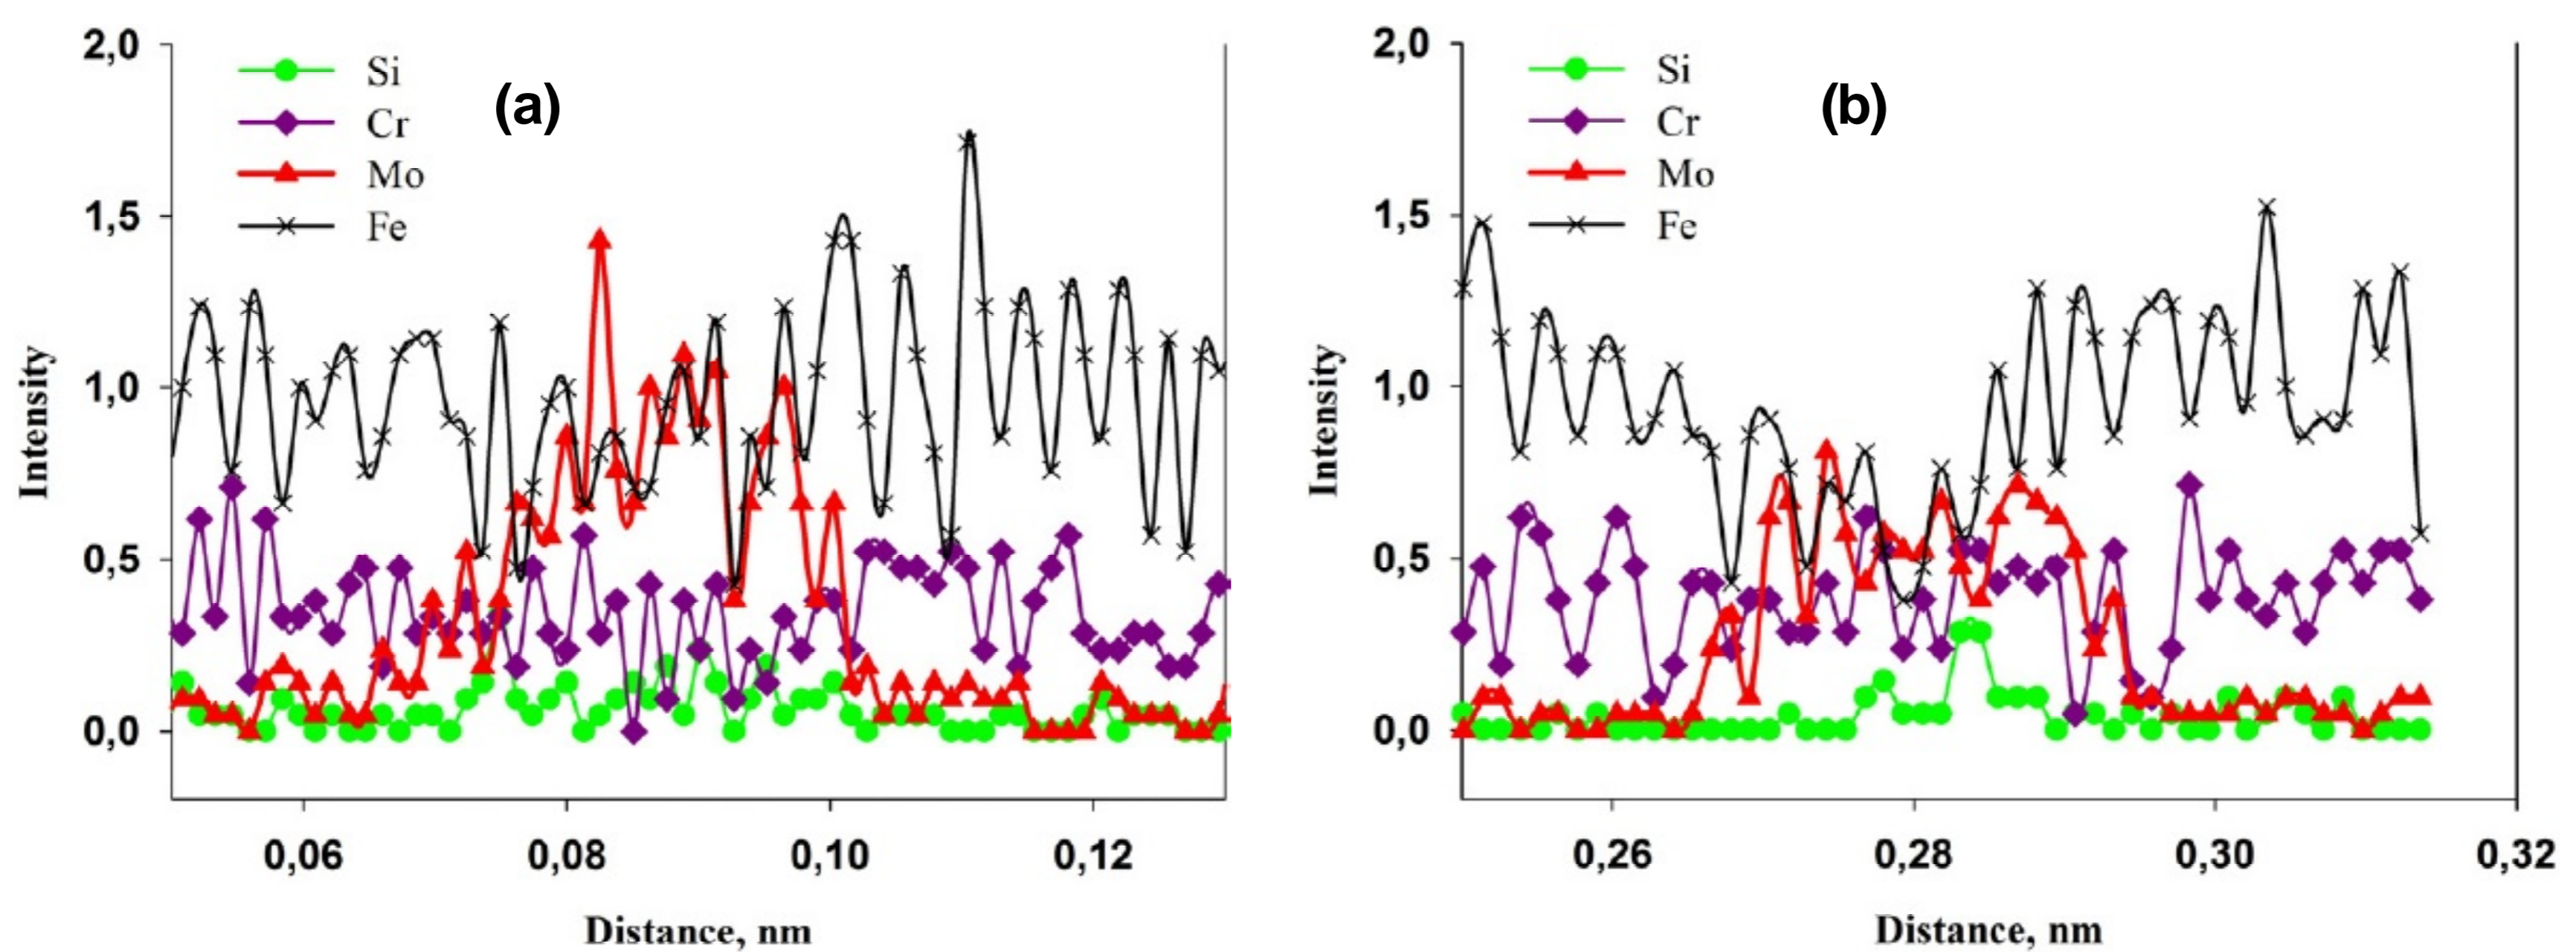 (a)
Si
Cr
Mo
Fe
2,0
1,5
1,0
0,5
0,0
Intensity
0,06 0,08 0,10 0,12
Distance, nm
(b)
Si
Cr
Mo
Fe
2,0
1,5
1,0
0,5
0,0
Intensity
0,26 0,28 0,30 0,32
Distance, nm